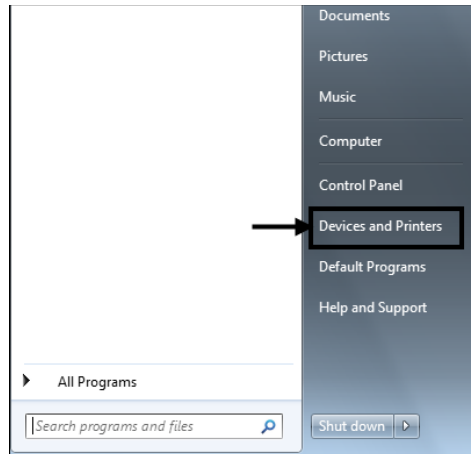 Documents
Pictures
Music
Computer
Control Panel
Devices and Printers
Default Programs
Help and Support
All Programs
Search programs and files
Shut down